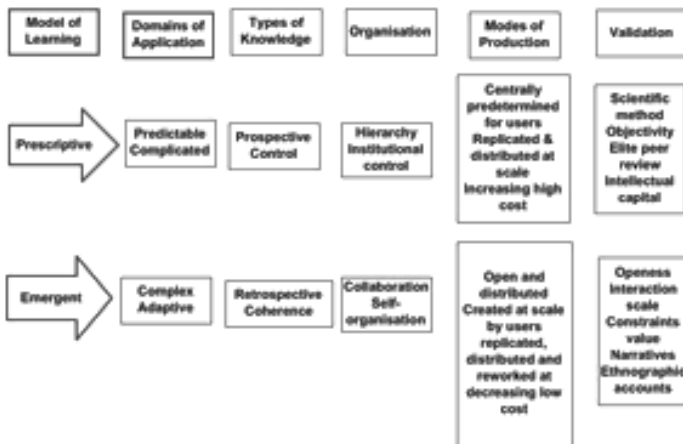 Model of
Learning
Domains of
Application
Types of
Knowledge
Organisation
Modes of
Production
Validation
Prescriptive
Predictable
Complicated
Prospective
Control
Hierarchy
Institutional
control
Centrally
predetermined
for users
Replicated &
distributed at
scale
Increasing high
cost
Scientific
method
Objectivity
Elite peer
review
Intellectual
capital
Emergent
Complex
Adaptive
Retrospective
Coherence
Collaboration
Self-
organisation
Open and
distributed
Created at scale
by users
replicated,
distributed and
reworked at
decreasing low
cost
Openess
Interaction
scale
Constraints
value
Narratives
Ethnographic
accounts